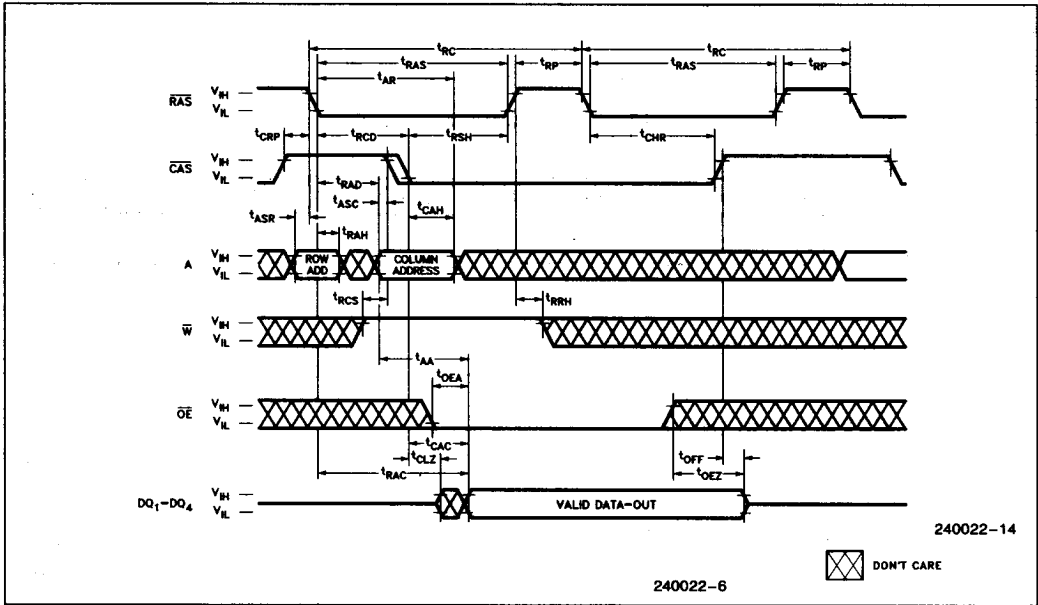 tRC tRC
tRAS tRP tRAS tRP
tAR
RAS VIH VIL
tCRP tRCD tRSH tCHR
CAS VIH VIL
tRAD
tASC tCAH
tASR
tRAH
A VIH VIL ROW ADD COLUMN ADDRESS
tRCS tRRH
W VIH VIL
tAA
tOEA
OE VIH VIL
tCAC tOFF
tCLZ tOEZ
tRAC
DQ1–DQ4 VIH VIL VALID DATA-OUT
240022–14
DON'T CARE
240022–6